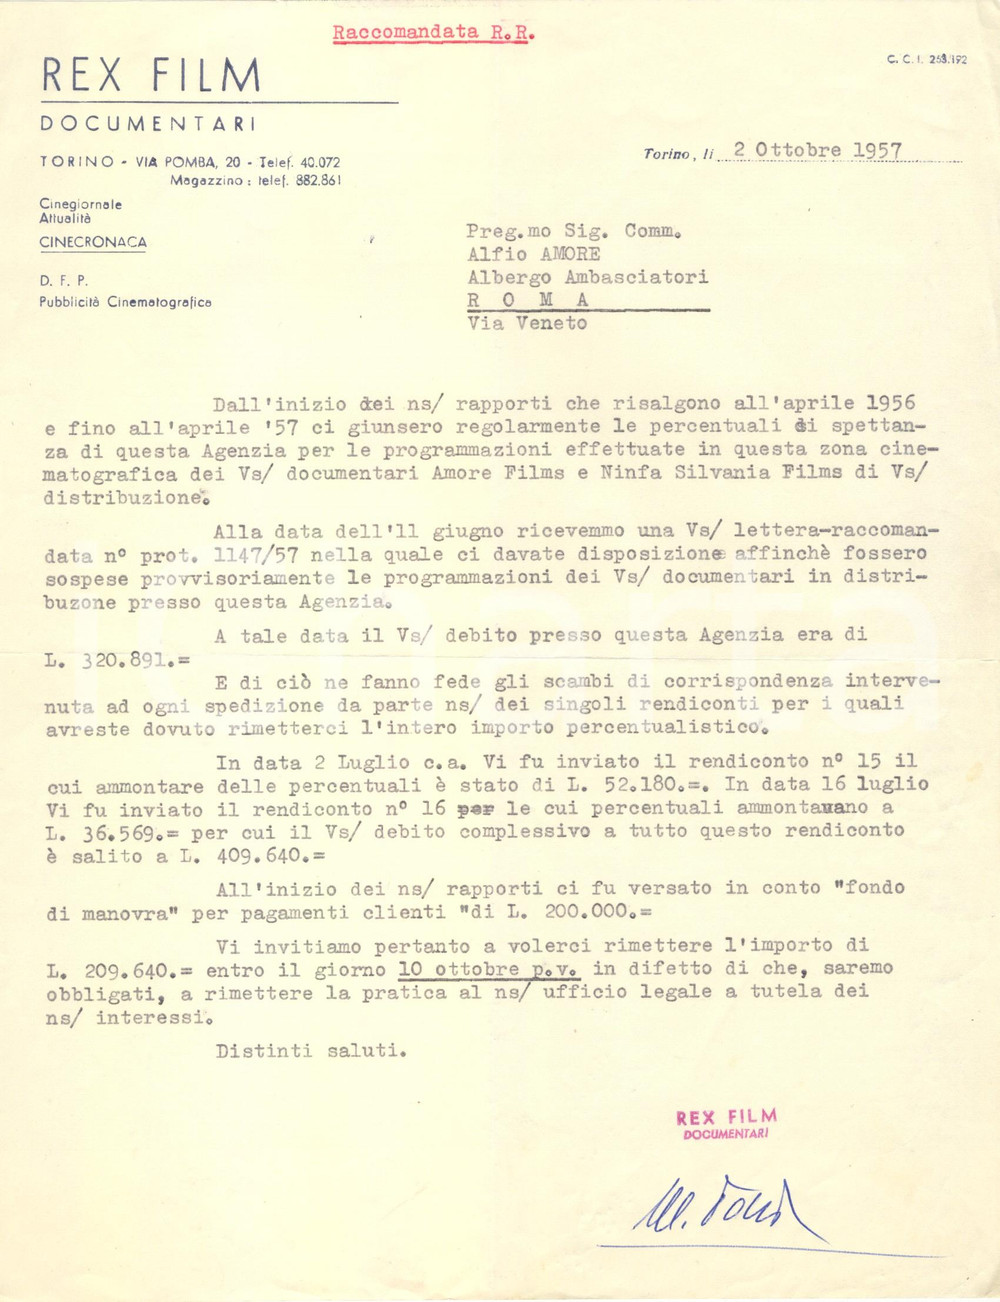 Raccomandata R.R.
C. C. I. 268.192
REX FILM
DOCUMENTARI
TORINO - VIA POMBA, 20 - Telef. 40.072
Magazzino : telef. 882.861
Torino, li 2 Ottobre 1957
Cinegiornale
Attualità
CINECRONACA
D. F. P.
Pubblicità Cinematografica
Preg.mo Sig. Comm.
Alfio AMORE
Albergo Ambasciatori
R O M A
Via Veneto
Dall'inizio dei ns/ rapporti che risalgono all'aprile 1956
e fino all'aprile '57 ci giunsero regolarmente le percentuali di spettan-
za di questa Agenzia per le programmazioni effettuate in questa zona cine-
matografica dei Vs/ documentari Amore Films e Ninfa Silvania Films di Vs/
distribuzione.
Alla data dell'11 giugno ricevemmo una Vs/ lettera-raccoman-
data n° prot. 1147/57 nella quale ci davate disposizione affinchè fossero
sospese provvisoriamente le programmazioni dei Vs/ documentari in distri-
buzone presso questa Agenzia.
A tale data il Vs/ debito presso questa Agenzia era di
L. 320.891.=
E di ciò ne fanno fede gli scambi di corrispondenza interve-
nuta ad ogni spedizione da parte ns/ dei singoli rendiconti per i quali
avreste dovuto rimetterci l'intero importo percentualistico.
In data 2 Luglio c.a. Vi fu inviato il rendiconto n° 15 il
cui ammontare delle percentuali è stato di L. 52.180.=. In data 16 luglio
Vi fu inviato il rendiconto n° 16 per le cui percentuali ammontavano a
L. 36.569.= per cui il Vs/ debito complessivo a tutto questo rendiconto
è salito a L. 409.640.=
All'inizio dei ns/ rapporti ci fu versato in conto "fondo
di manovra" per pagamenti clienti "di L. 200.000.=
Vi invitiamo pertanto a volerci rimettere l'importo di
L. 209.640.= entro il giorno 10 ottobre p.v. in difetto di che, saremo
obbligati, a rimettere la pratica al ns/ ufficio legale a tutela dei
ns/ interessi.
Distinti saluti.
REX FILM
DOCUMENTARI